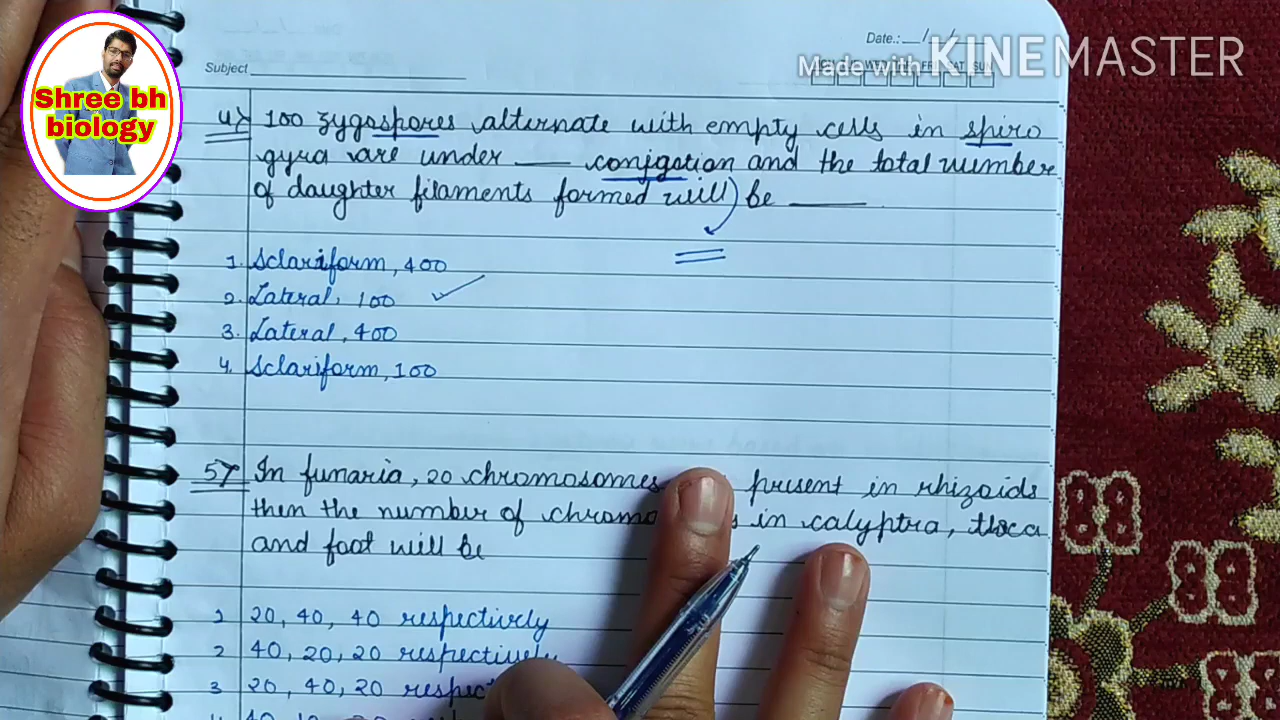 Shree bh
biology
Subject
Date.: / /
Made with KINEMASTER
4) 100 zygospores alternate with empty cells in spiro
gyra are under ___ conjgation and the total number
of daughter filaments formed will be ___
1. Sclariform, 400
2. Lateral, 100
3. Lateral, 400
4. Sclariform, 100
5) In funaria, 20 chromosomes present in rhizoids
then the number of chromo s in calyptra, theca
and foot will be
1 20, 40, 40 respectively
2 40, 20, 20 respectively
3 20, 40, 20 respec